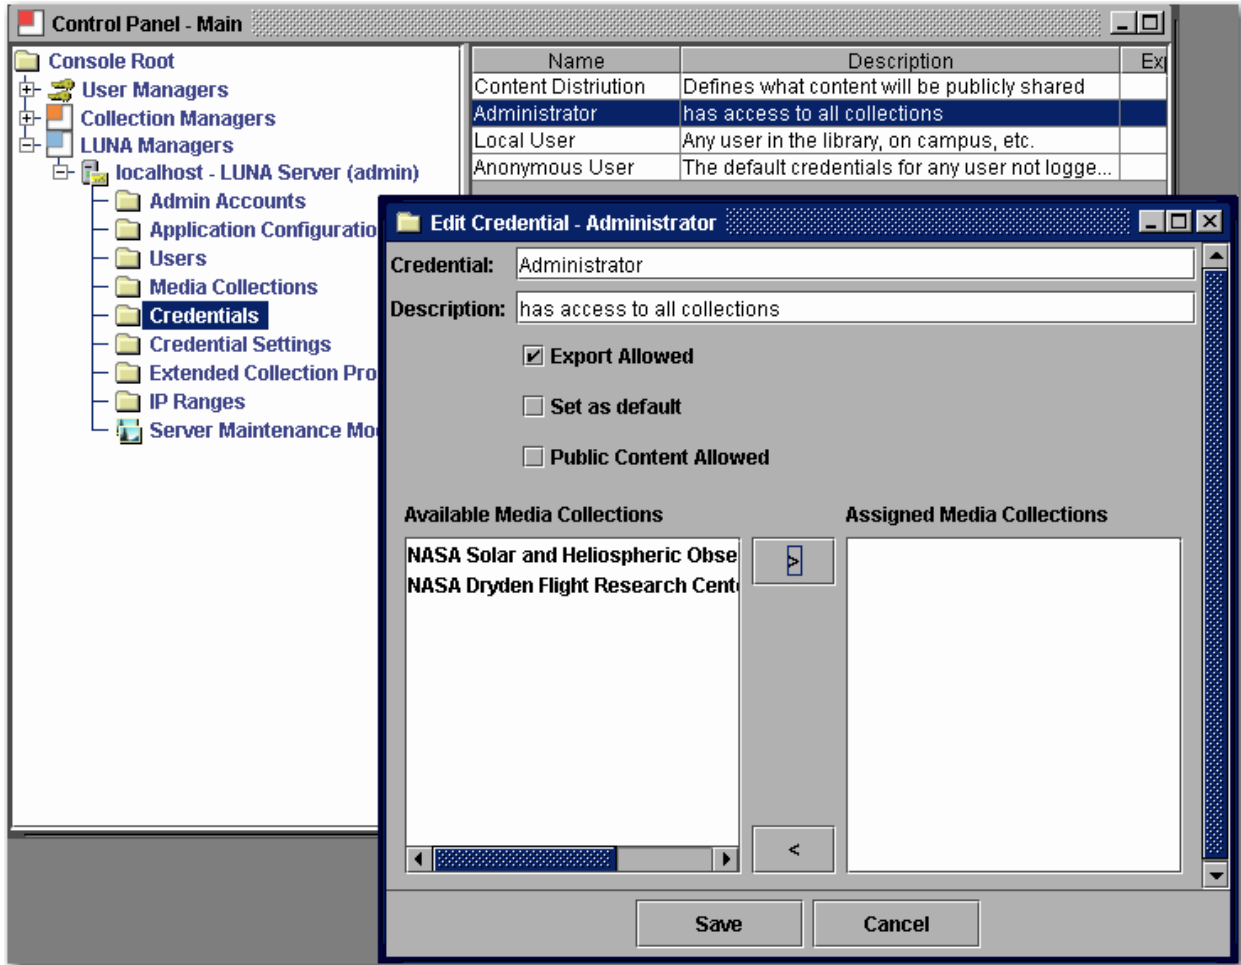 Control Panel - Main
Console Root
User Managers
Collection Managers
LUNA Managers
localhost - LUNA Server (admin)
Admin Accounts
Application Configuratio
Users
Media Collections
Credentials
Credential Settings
Extended Collection Pro
IP Ranges
Server Maintenance Mo
Name Description Ex
Content Distriution Defines what content will be publicly shared
Administrator has access to all collections
Local User Any user in the library, on campus, etc.
Anonymous User The default credentials for any user not logge...
Edit Credential - Administrator
Credential: Administrator
Description: has access to all collections
Export Allowed
Set as default
Public Content Allowed
Available Media Collections Assigned Media Collections
NASA Solar and Heliospheric Obse
NASA Dryden Flight Research Cent
>
<
Save Cancel